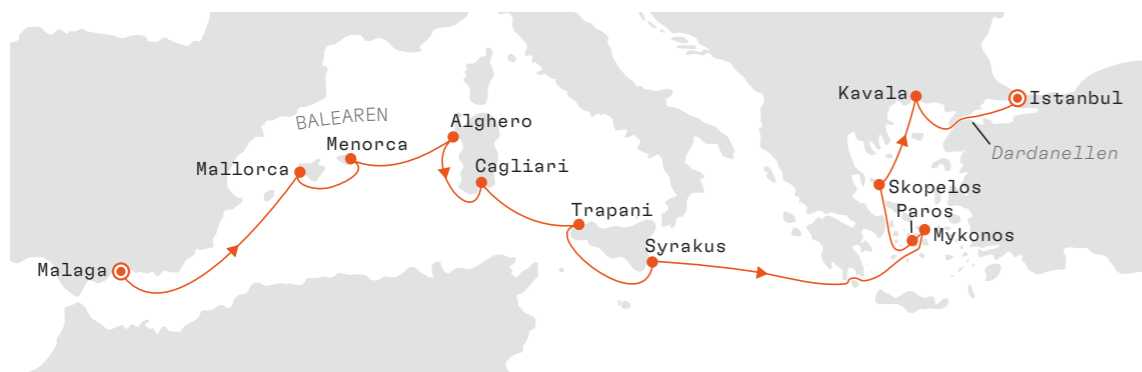 Kavala
Istanbul
BALEAREN
Alghero
Menorca
Dardanellen
Mallorca
Cagliari
Skopelos
Trapani
Paros
Mykonos
Syrakus
Malaga